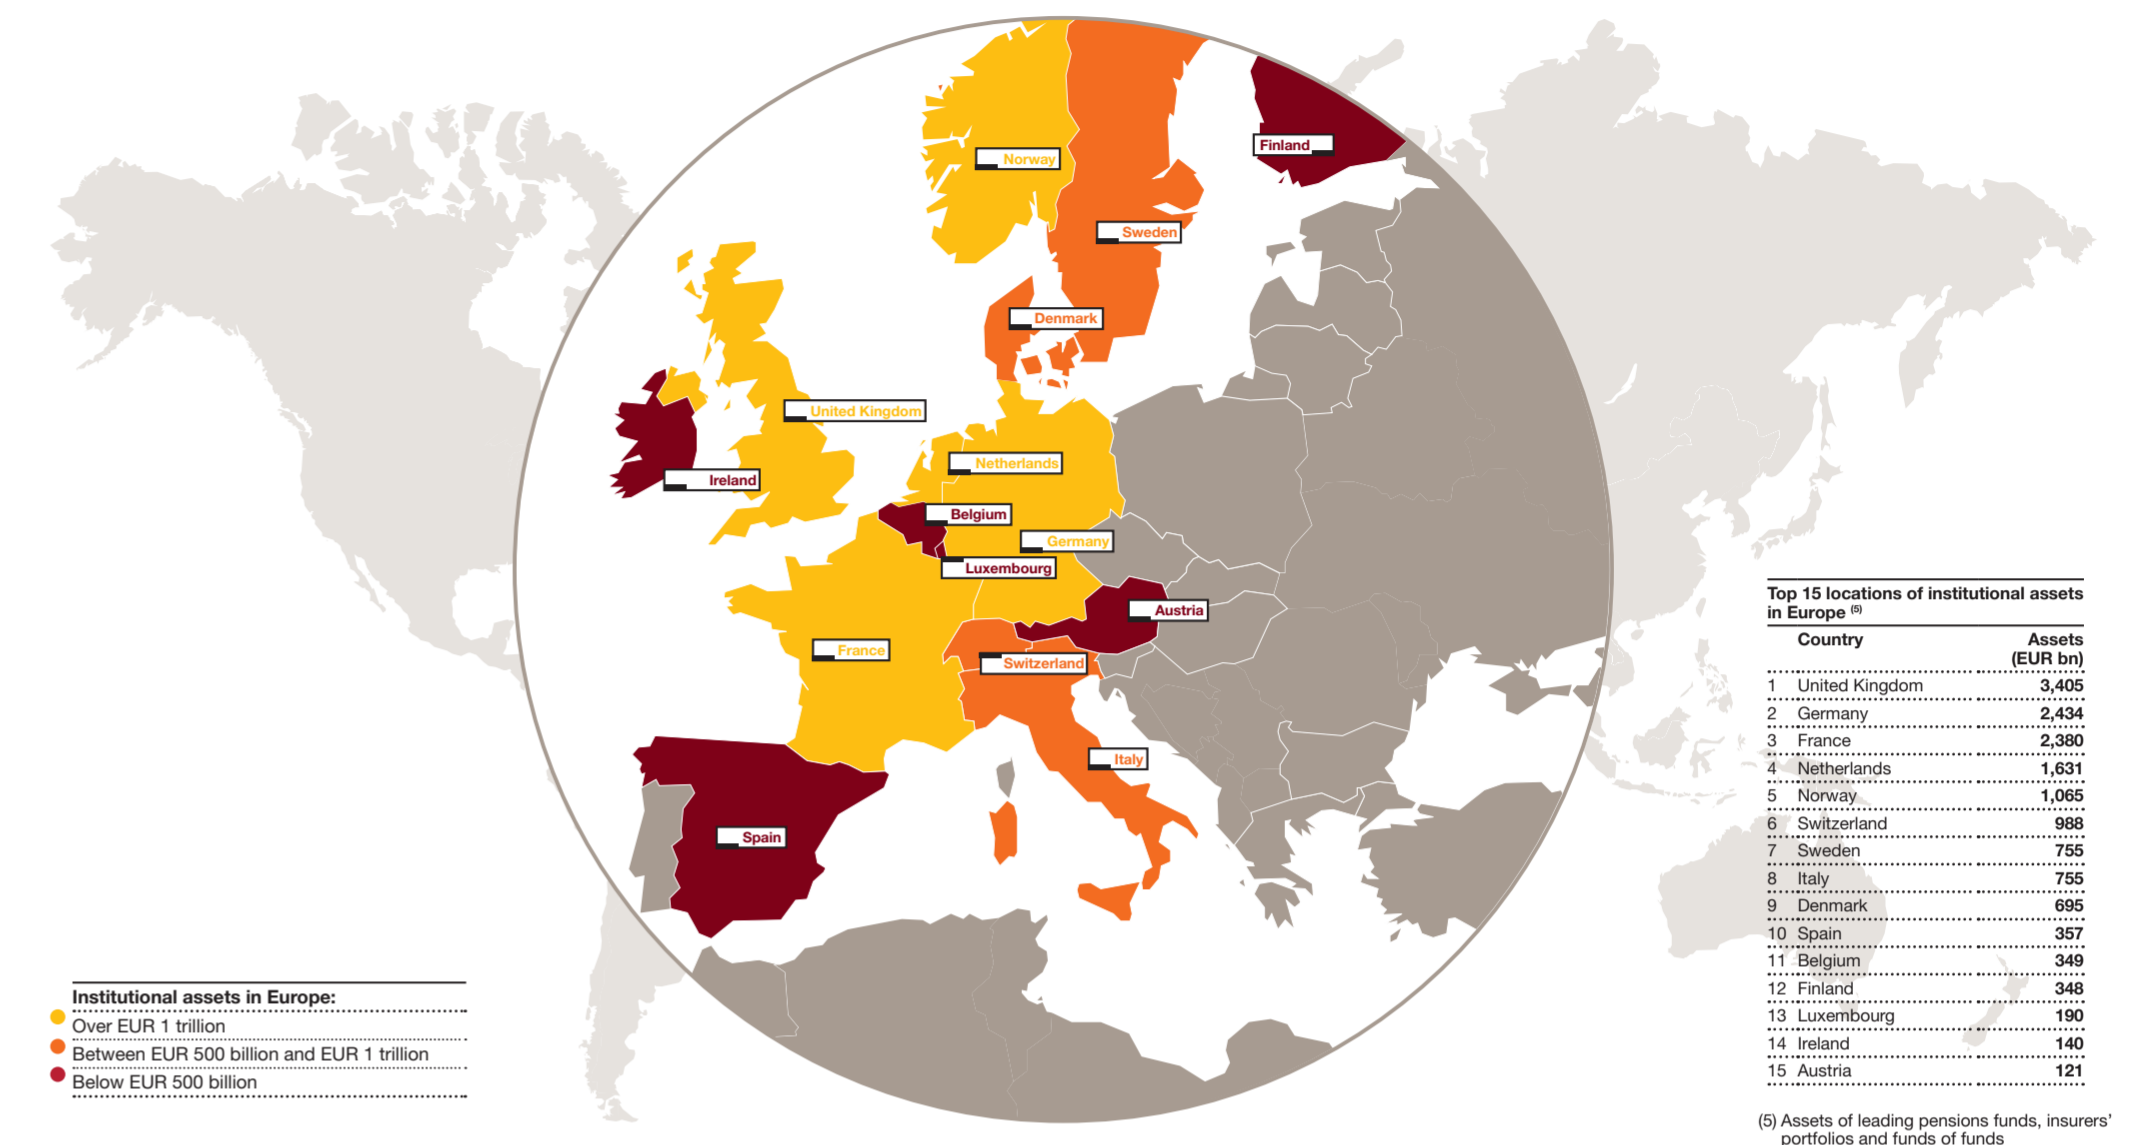 Norway
Finland
Sweden
Denmark
United Kingdom
Netherlands
Ireland
Belgium
Germany
Luxembourg
Austria
France
Switzerland
Italy
Spain
Institutional assets in Europe:
Over EUR 1 trillion
Between EUR 500 billion and EUR 1 trillion
Below EUR 500 billion
Top 15 locations of institutional assets
in Europe (5)
Country Assets
(EUR bn)
1 United Kingdom 3,405
2 Germany 2,434
3 France 2,380
4 Netherlands 1,631
5 Norway 1,065
6 Switzerland 988
7 Sweden 755
8 Italy 755
9 Denmark 695
10 Spain 357
11 Belgium 349
12 Finland 348
13 Luxembourg 190
14 Ireland 140
15 Austria 121
(5) Assets of leading pensions funds, insurers'
portfolios and funds of funds